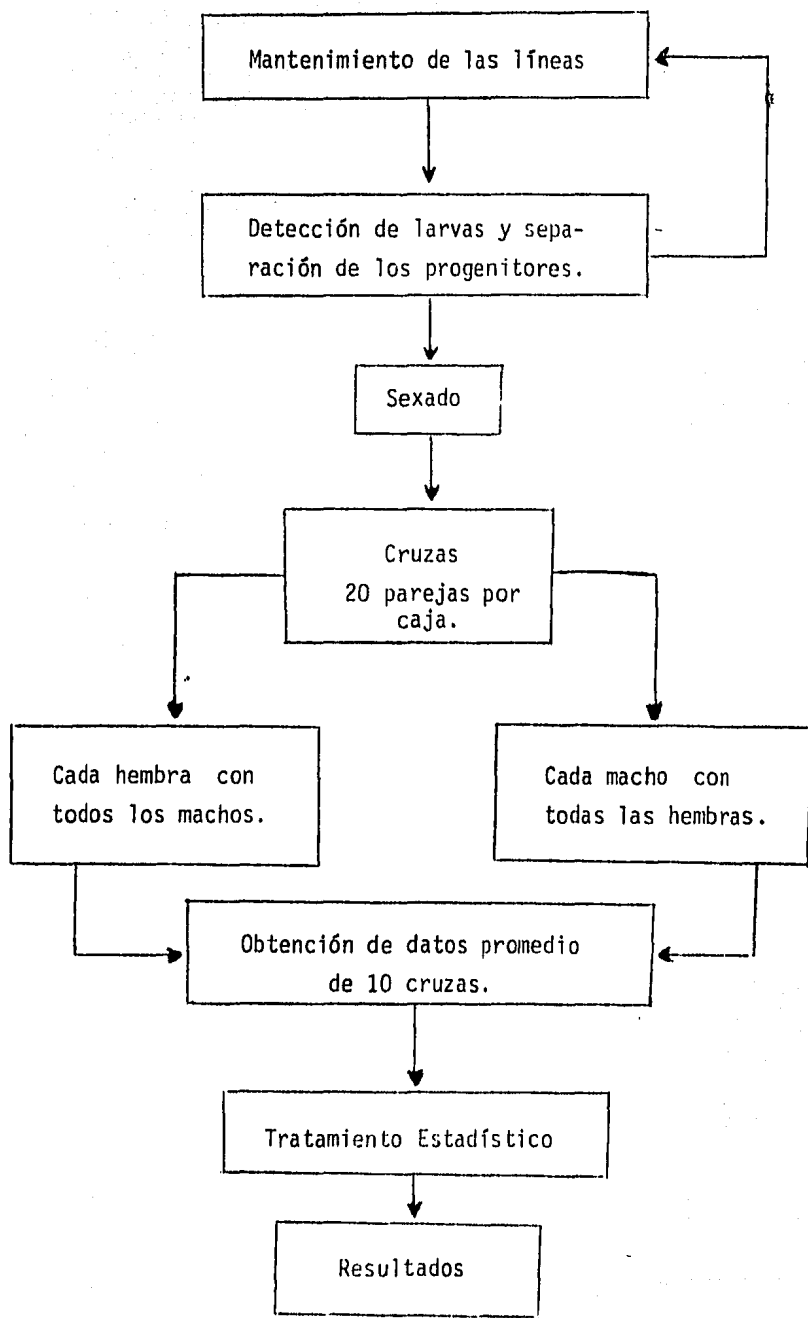 Mantenimiento de las líneas
Detección de larvas y sepa-
ración de los progenitores.
Sexado
Cruzas
20 parejas por
caja.
Cada hembra con
todos los machos.
Cada macho con
todas las hembras.
Obtención de datos promedio
de 10 cruzas.
Tratamiento Estadístico
Resultados